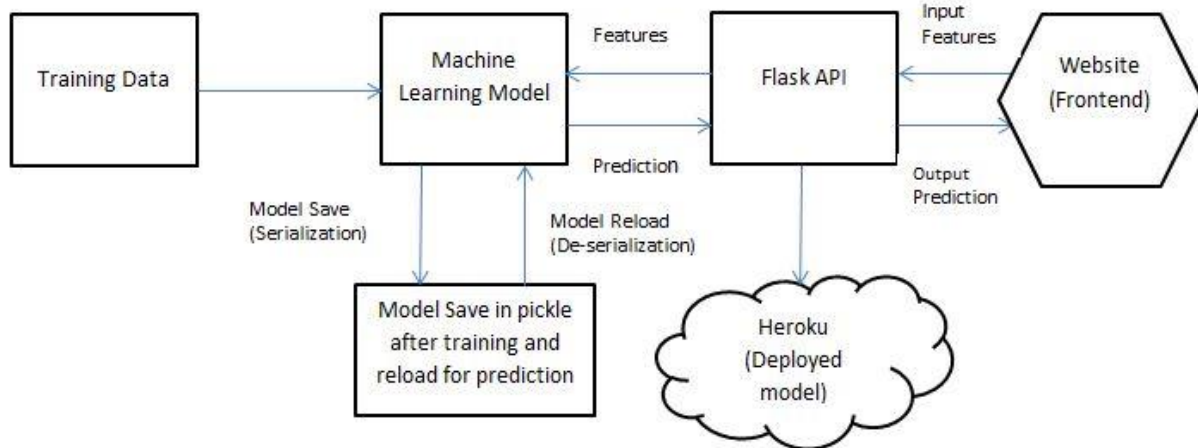 Training Data
Machine
Learning Model
Features
Prediction
Flask API
Input
Features
Output
Prediction
Website
(Frontend)
Model Save
(Serialization)
Model Reload
(De-serialization)
Model Save in pickle
after training and
reload for prediction
Heroku
(Deployed
model)